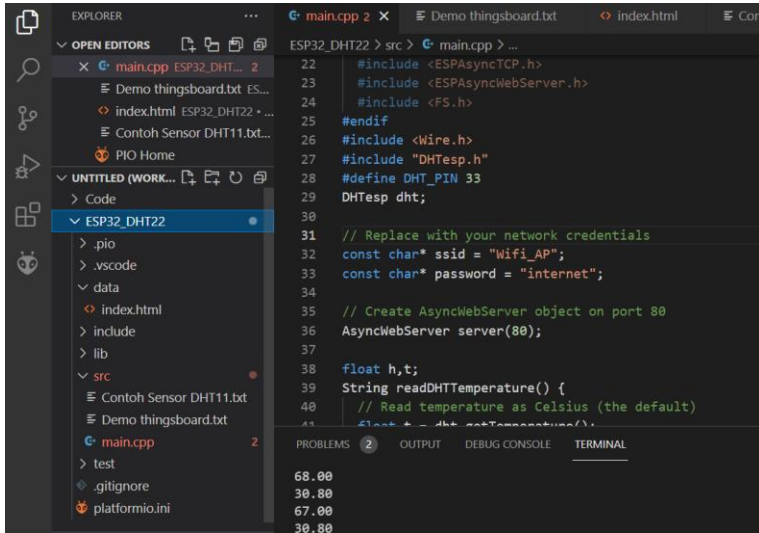 EXPLORER
OPEN EDITORS
main.cpp ESP32_DHT... 2
Demo thingsboard.txt ES...
index.html ESP32_DHT22 • ...
Contoh Sensor DHT11.txt...
PIO Home
UNTITLED (WORK...
Code
ESP32_DHT22
.pio
.vscode
data
index.html
include
lib
src
Contoh Sensor DHT11.txt
Demo thingsboard.txt
main.cpp 2
test
.gitignore
platformio.ini
main.cpp 2 Demo thingsboard.txt index.html Cor
ESP32_DHT22 > src > main.cpp > ...
22 #include <ESPAsyncTCP.h>
23 #include <ESPAsyncWebServer.h>
24 #include <FS.h>
25 #endif
26 #include <Wire.h>
27 #include "DHTesp.h"
28 #define DHT_PIN 33
29 DHTesp dht;
30
31 // Replace with your network credentials
32 const char* ssid = "Wifi_AP";
33 const char* password = "internet";
34
35 // Create AsyncWebServer object on port 80
36 AsyncWebServer server(80);
37
38 float h,t;
39 String readDHTTemperature() {
40 // Read temperature as Celsius (the default)
41 float t = dht.getTemperature();
PROBLEMS 2 OUTPUT DEBUG CONSOLE TERMINAL
68.00
30.80
67.00
30.80